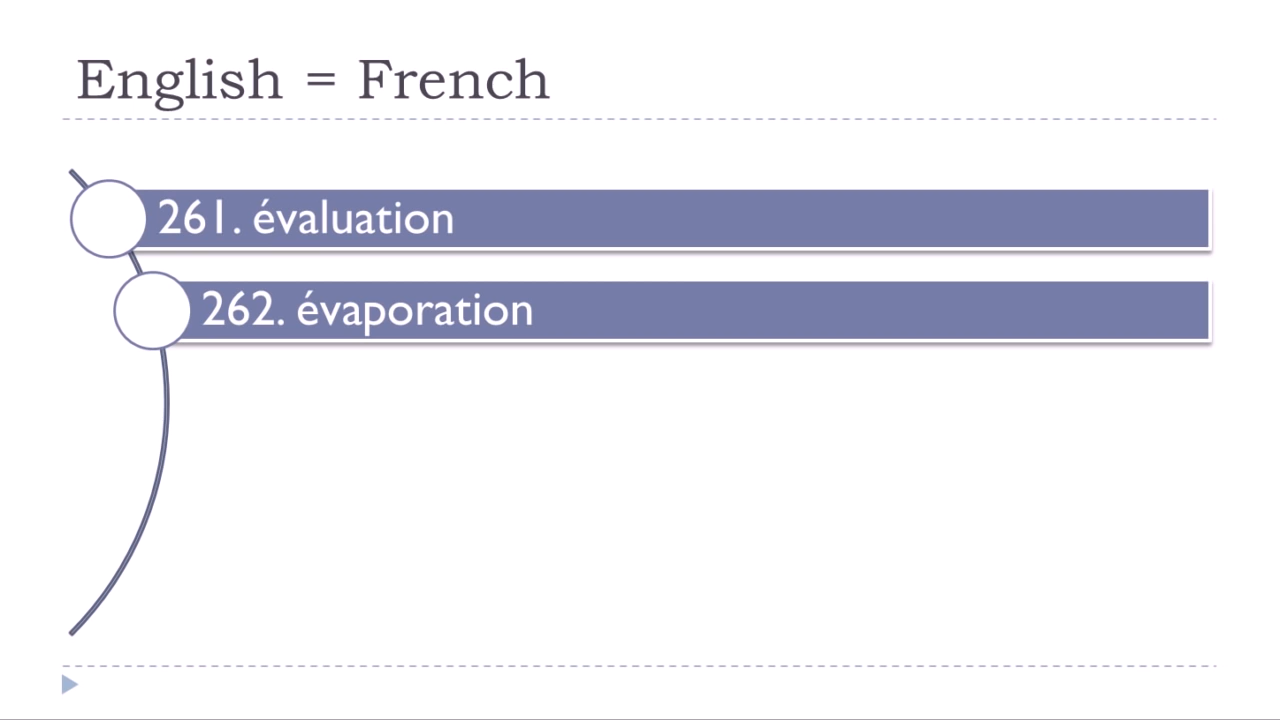 English = French
261. évaluation
262. évaporation